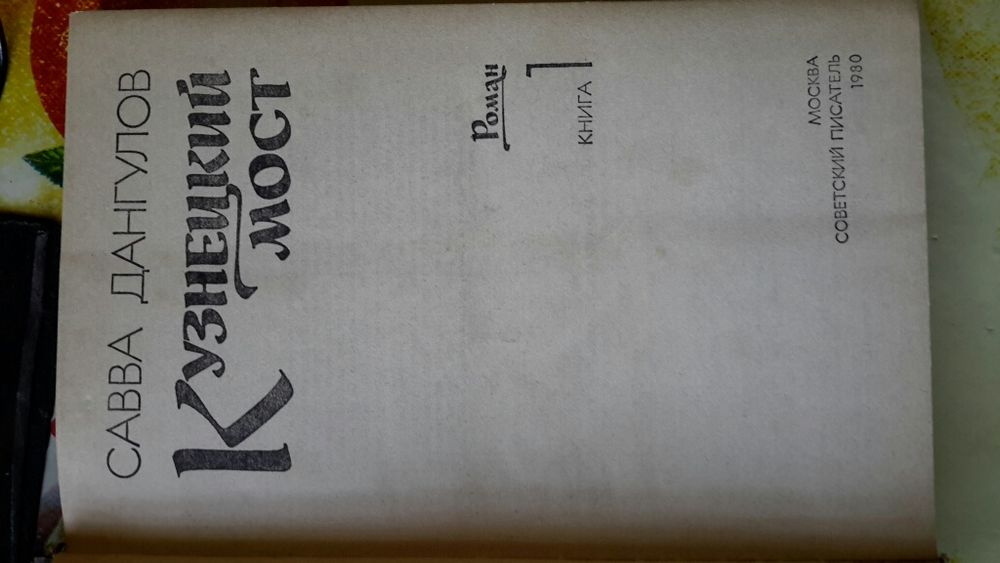 САВВА ДАНГУЛОВ
Кузнецкий
мост
Роман
КНИГА 1
МОСКВА
СОВЕТСКИЙ ПИСАТЕЛЬ
1980